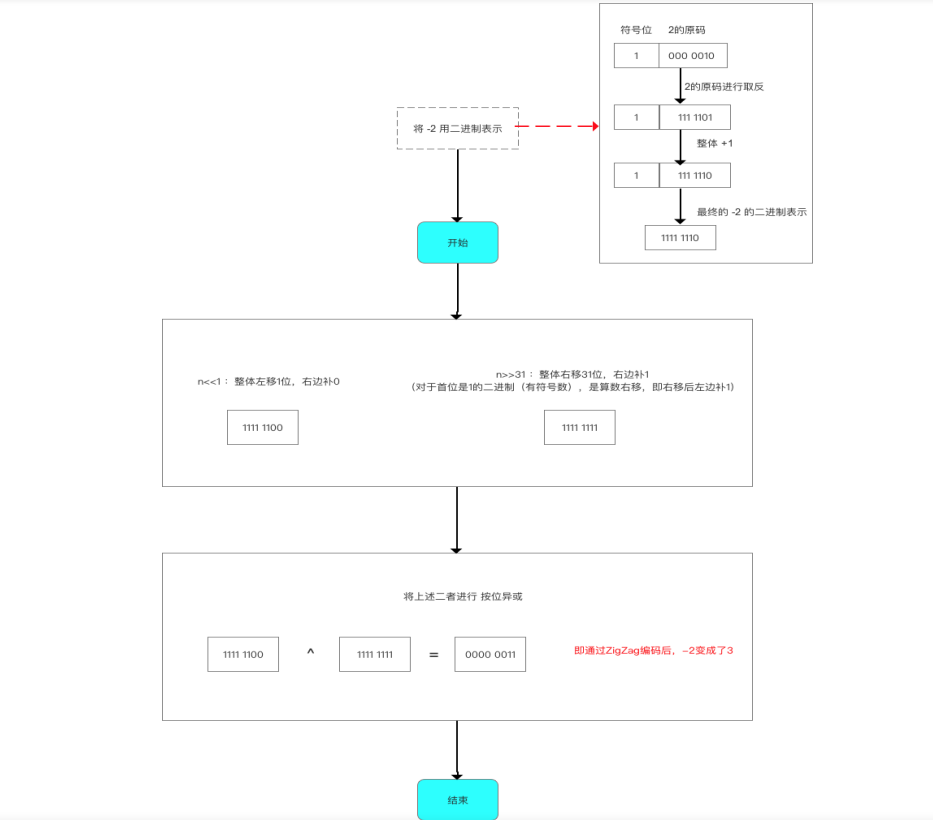 符号位 2的原码
1 000 0010
2的原码进行取反
1 111 1101
整体 +1
1 111 1110
最终的 -2 的二进制表示
1111 1110
将 -2 用二进制表示
开始
n<<1： 整体左移1位，右边补0
1111 1100
n>>31： 整体右移31位，右边补1
（对于首位是1的二进制（有符号数），是算数右移，即右移后左边补1）
1111 1111
将上述二者进行 按位异或
1111 1100 ^ 1111 1111 = 0000 0011
即通过ZigZag编码后，-2变成了3
结束